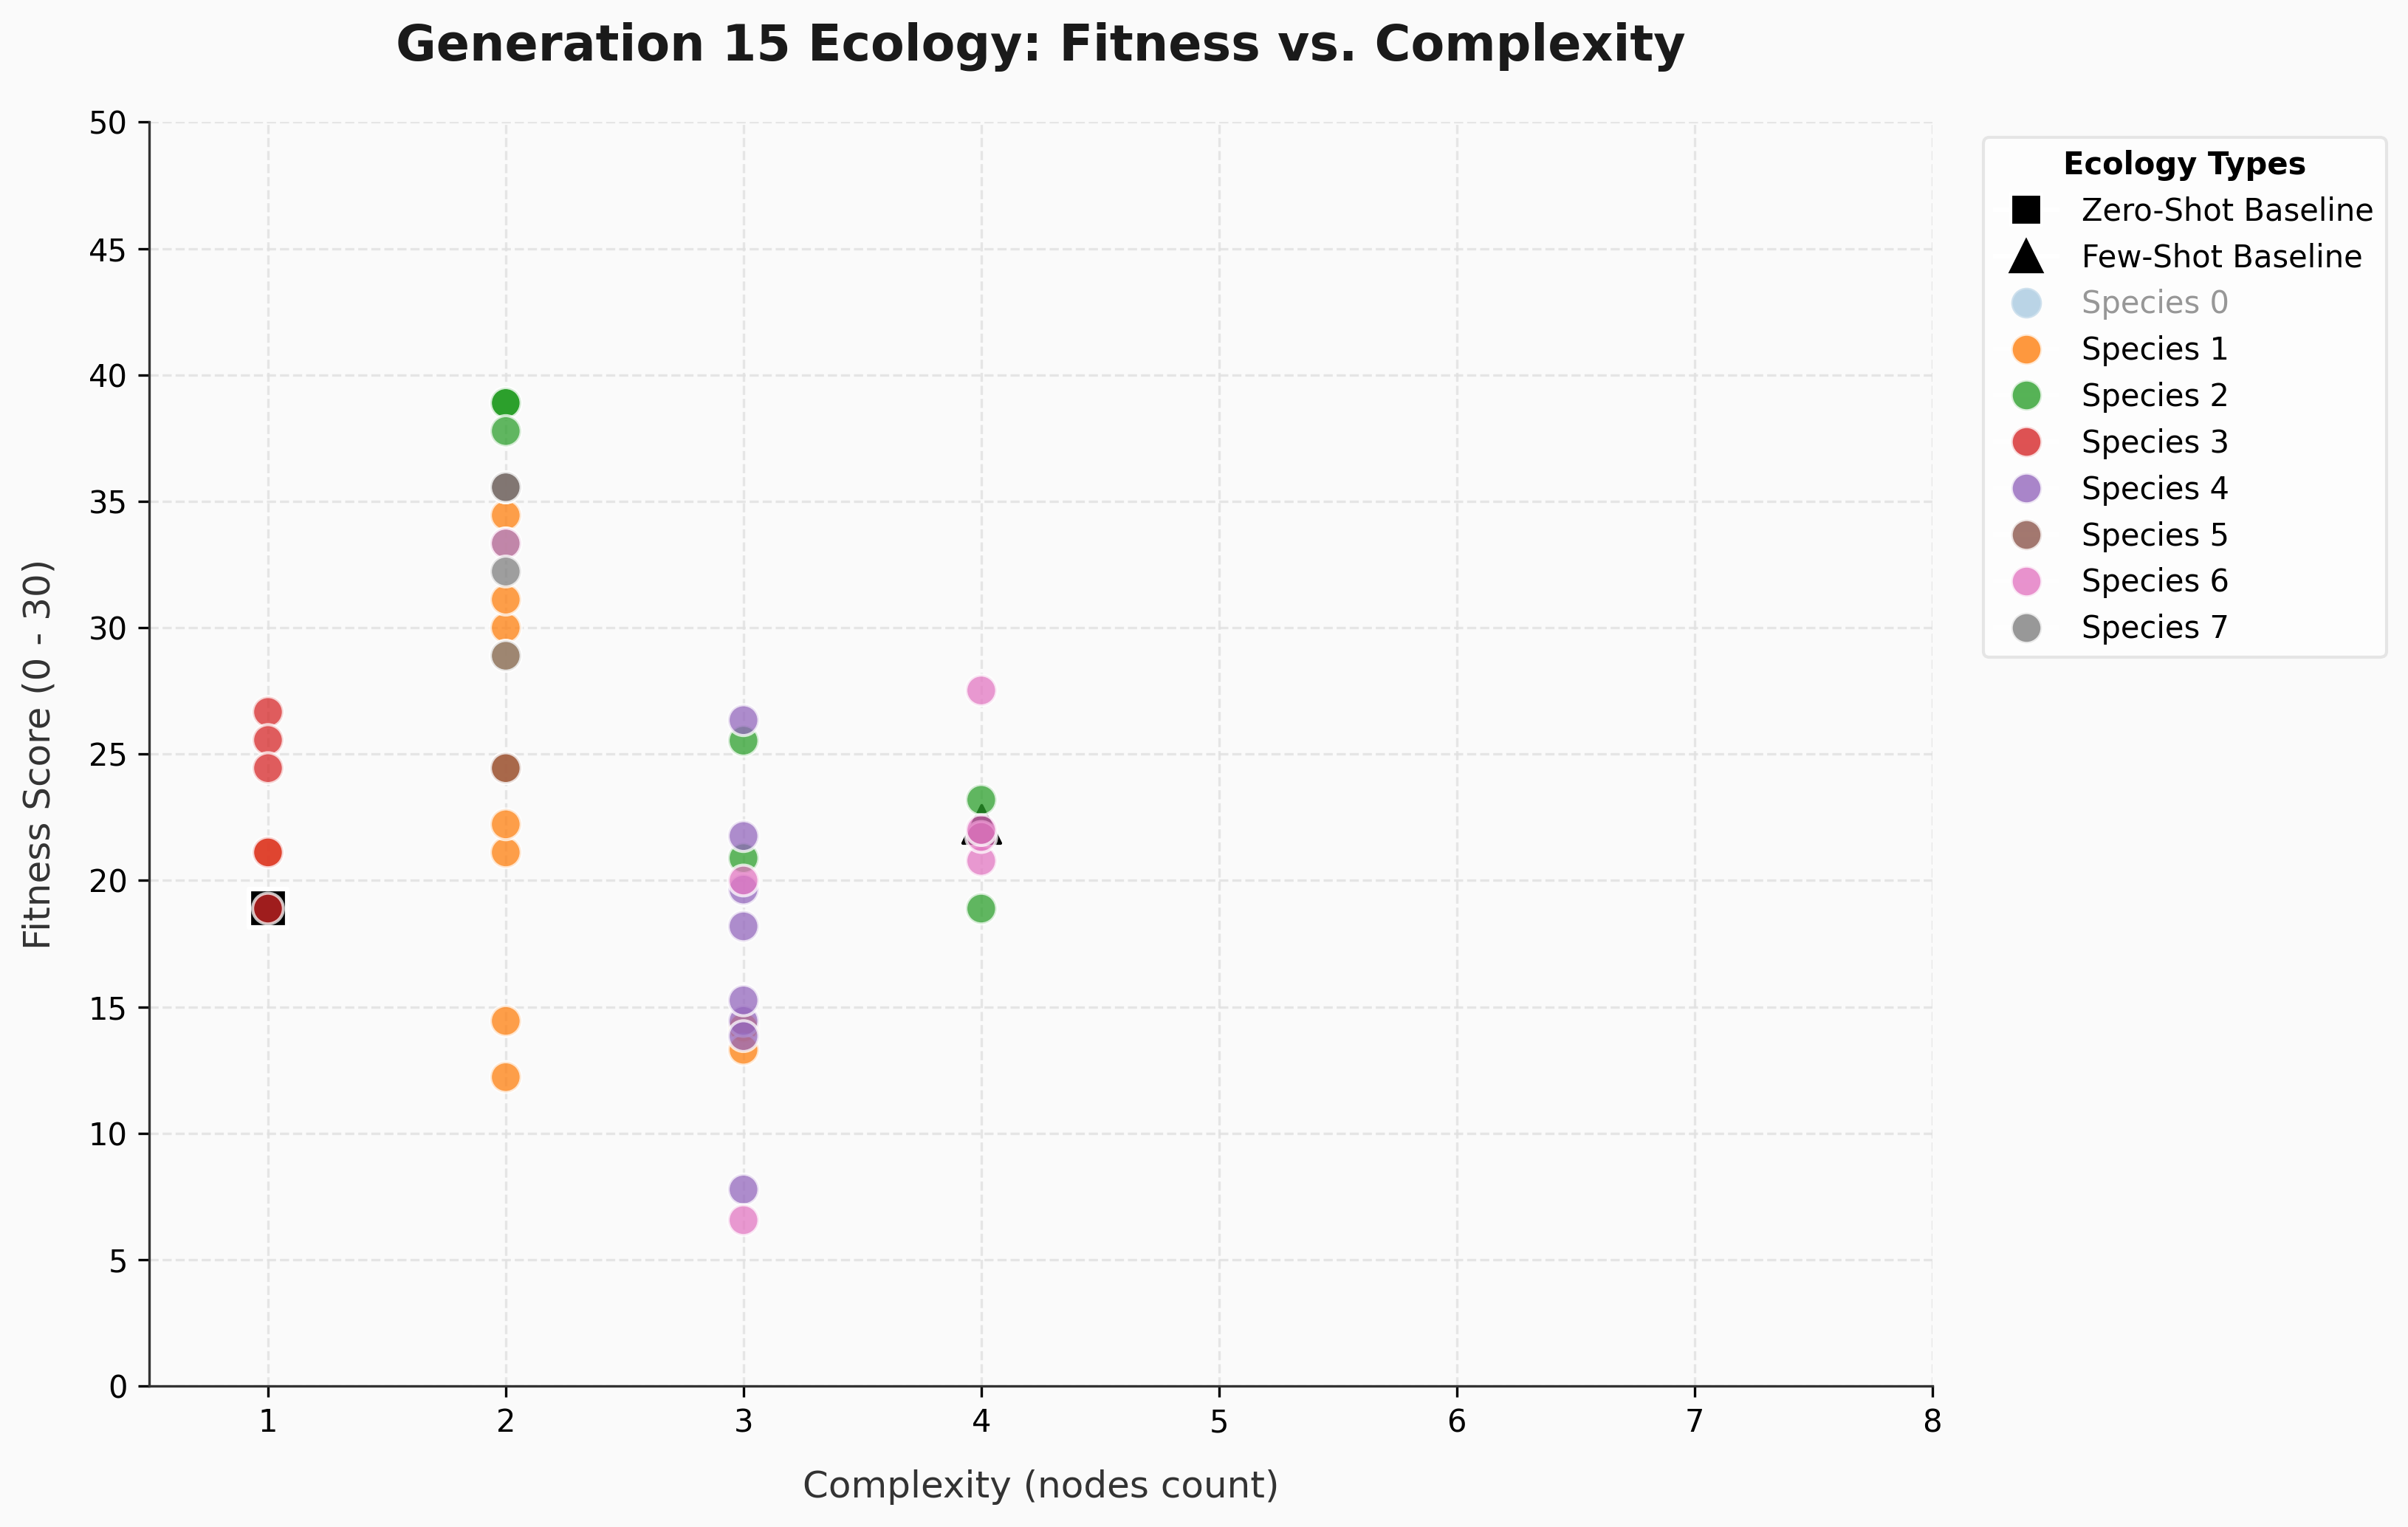 Generation 15 Ecology: Fitness vs. Complexity
50
45
40
35
30
25
20
15
10
5
0
Fitness Score (0 - 30)
1 2 3 4 5 6 7 8
Complexity (nodes count)
Ecology Types
Zero-Shot Baseline
Few-Shot Baseline
Species 0
Species 1
Species 2
Species 3
Species 4
Species 5
Species 6
Species 7